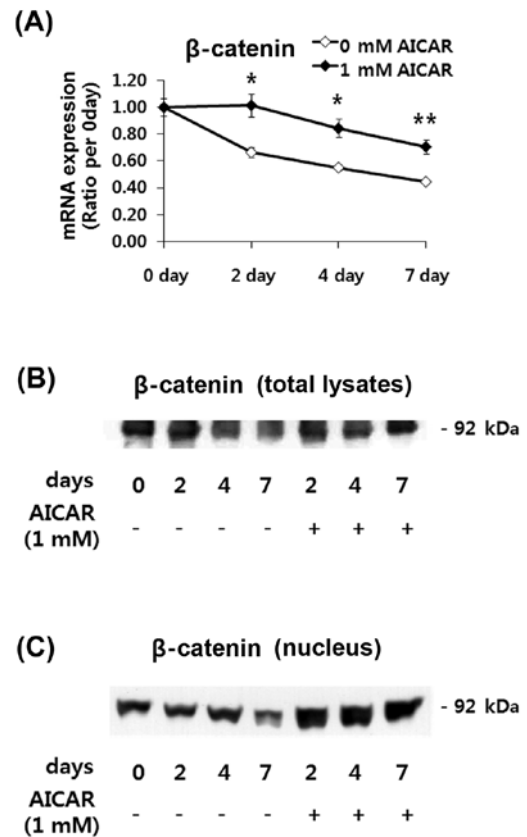 (A)
β-catenin
0 mM AICAR
1 mM AICAR
mRNA expression
(Ratio per 0day)
1.20
1.00
0.80
0.60
0.40
0.20
0.00
* * **
0 day 2 day 4 day 7 day
(B)
β-catenin (total lysates)
- 92 kDa
days 0 2 4 7 2 4 7
AICAR
(1 mM) - - - - + + +
(C)
β-catenin (nucleus)
- 92 kDa
days 0 2 4 7 2 4 7
AICAR
(1 mM) - - - - + + +